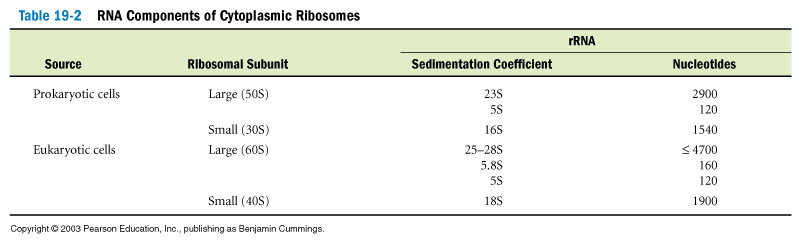 Table 19-2 RNA Components of Cytoplasmic Ribosomes
rRNA
Source Ribosomal Subunit Sedimentation Coefficient Nucleotides
Prokaryotic cells Large (50S) 23S 2900
5S 120
Small (30S) 16S 1540
Eukaryotic cells Large (60S) 25–28S ≤ 4700
5.8S 160
5S 120
Small (40S) 18S 1900
Copyright © 2003 Pearson Education, Inc., publishing as Benjamin Cummings.